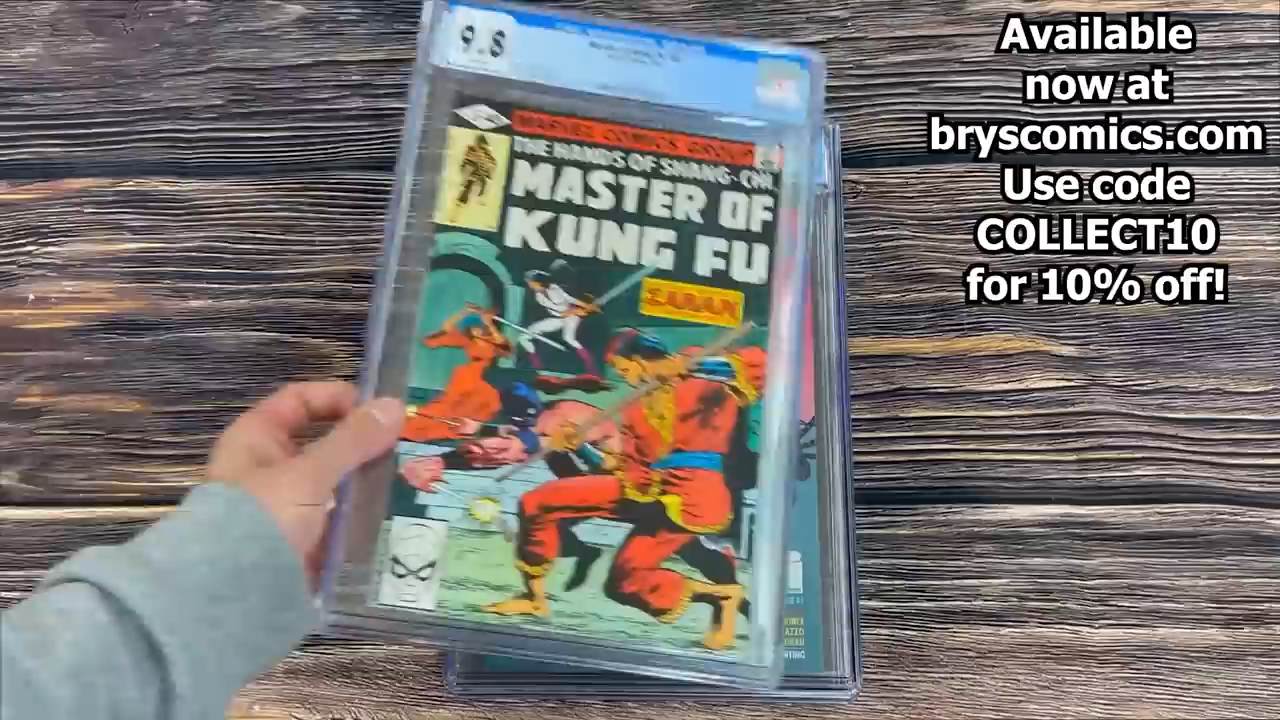 Available
now at
bryscomics.com
Use code
COLLECT10
for 10% off!
9.8
MARVEL COMICS GROUP
THE HANDS OF SHANG-CHI,
MASTER OF
KUNG FU